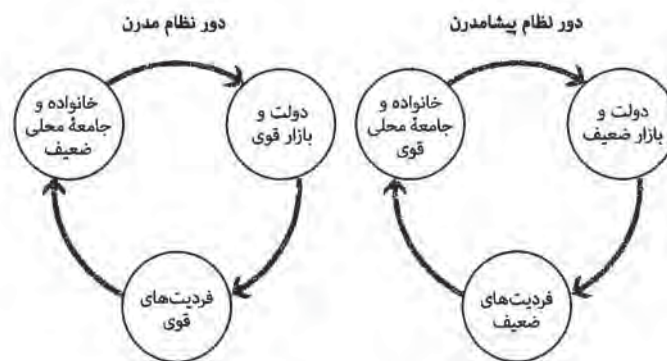 دور نظام پیشامدرن
خانواده و
جامعهٔ محلی
قوی
دولت و
بازار ضعیف
فردیت‌های
ضعیف
دور نظام مدرن
خانواده و
جامعهٔ محلی
ضعیف
دولت و
بازار قوی
فردیت‌های
قوی